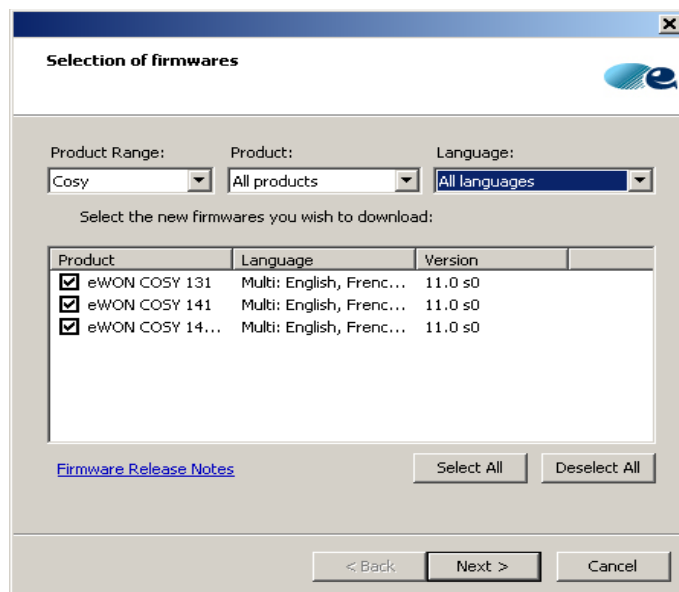 Selection of firmwares
e
Product Range: Product: Language:
Cosy All products All languages
Select the new firmwares you wish to download:
Product Language Version
eWON COSY 131 Multi: English, Frenc... 11.0 s0
eWON COSY 141 Multi: English, Frenc... 11.0 s0
eWON COSY 14... Multi: English, Frenc... 11.0 s0
Firmware Release Notes Select All Deselect All
< Back Next > Cancel